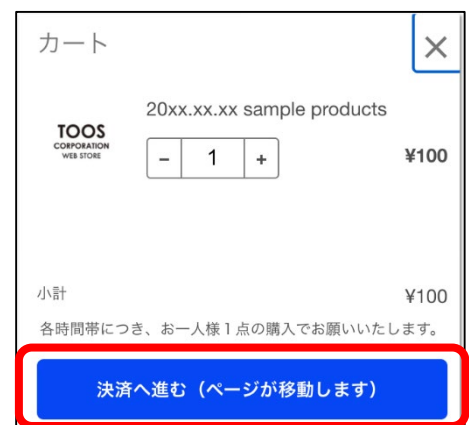 カート
20xx.xx.xx sample products
TOOS
CORPORATION
WEB STORE
- 1 +
¥100
小計
¥100
各時間帯につき、お一人様1点の購入でお願いいたします。
決済へ進む（ページが移動します）